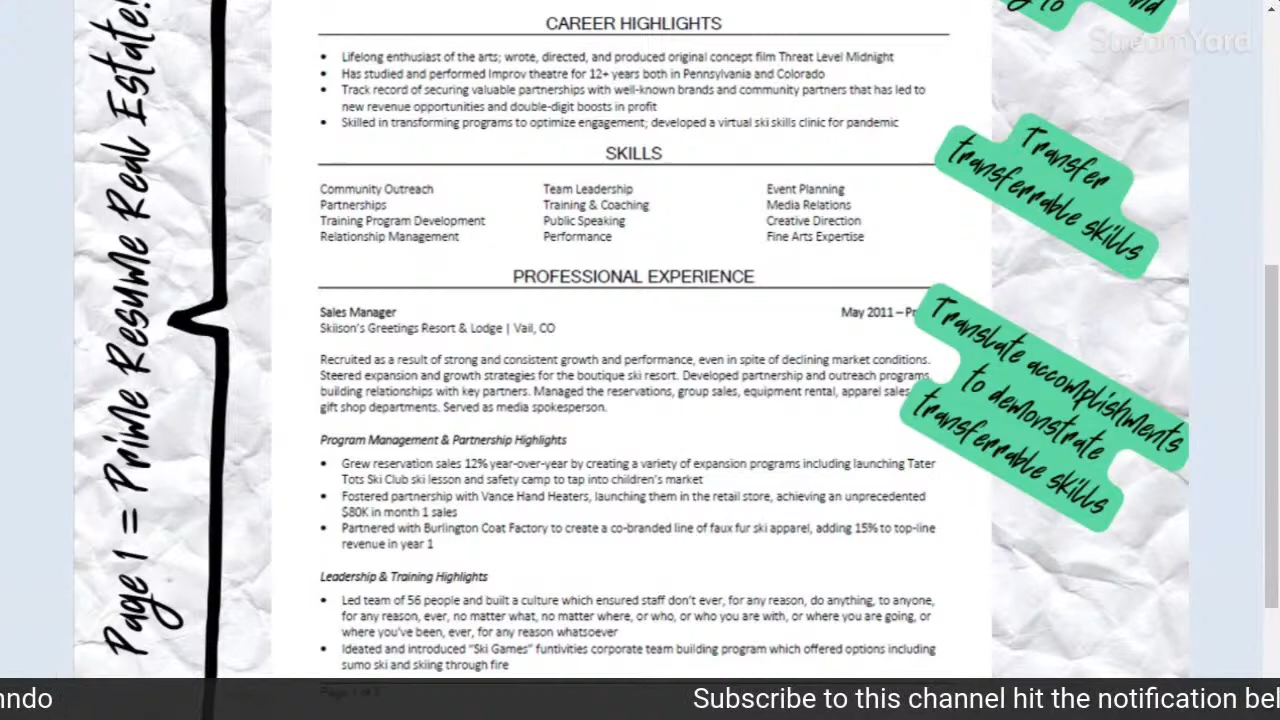 Page 1 = Prime Resume Real Estate!
StreamYard
g to
CAREER HIGHLIGHTS
• Lifelong enthusiast of the arts; wrote, directed, and produced original concept film Threat Level Midnight
• Has studied and performed Improv theatre for 12+ years both in Pennsylvania and Colorado
• Track record of securing valuable partnerships with well-known brands and community partners that has led to
new revenue opportunities and double-digit boosts in profit
• Skilled in transforming programs to optimize engagement; developed a virtual ski skills clinic for pandemic
Transfer
transferrable skills
SKILLS
Community Outreach Team Leadership Event Planning
Partnerships Training & Coaching Media Relations
Training Program Development Public Speaking Creative Direction
Relationship Management Performance Fine Arts Expertise
PROFESSIONAL EXPERIENCE
Sales Manager May 2011 – Pr
Skiison's Greetings Resort & Lodge | Vail, CO
Translate accomplishments
to demonstrate
transferrable skills
Recruited as a result of strong and consistent growth and performance, even in spite of declining market conditions.
Steered expansion and growth strategies for the boutique ski resort. Developed partnership and outreach programs,
building relationships with key partners. Managed the reservations, group sales, equipment rental, apparel sales
gift shop departments. Served as media spokesperson.
Program Management & Partnership Highlights
• Grew reservation sales 12% year-over-year by creating a variety of expansion programs including launching Tater
Tots Ski Club ski lesson and safety camp to tap into children's market
• Fostered partnership with Vance Hand Heaters, launching them in the retail store, achieving an unprecedented
$80K in month 1 sales
• Partnered with Burlington Coat Factory to create a co-branded line of faux fur ski apparel, adding 15% to top-line
revenue in year 1
Leadership & Training Highlights
• Led team of 56 people and built a culture which ensured staff don't ever, for any reason, do anything, to anyone,
for any reason, ever, no matter what, no matter where, or who, or who you are with, or where you are going, or
where you've been, ever, for any reason whatsoever
• Ideated and introduced "Ski Games" funtivities corporate team building program which offered options including
sumo ski and skiing through fire
Page 1 of 2
nndo Subscribe to this channel hit the notification bel